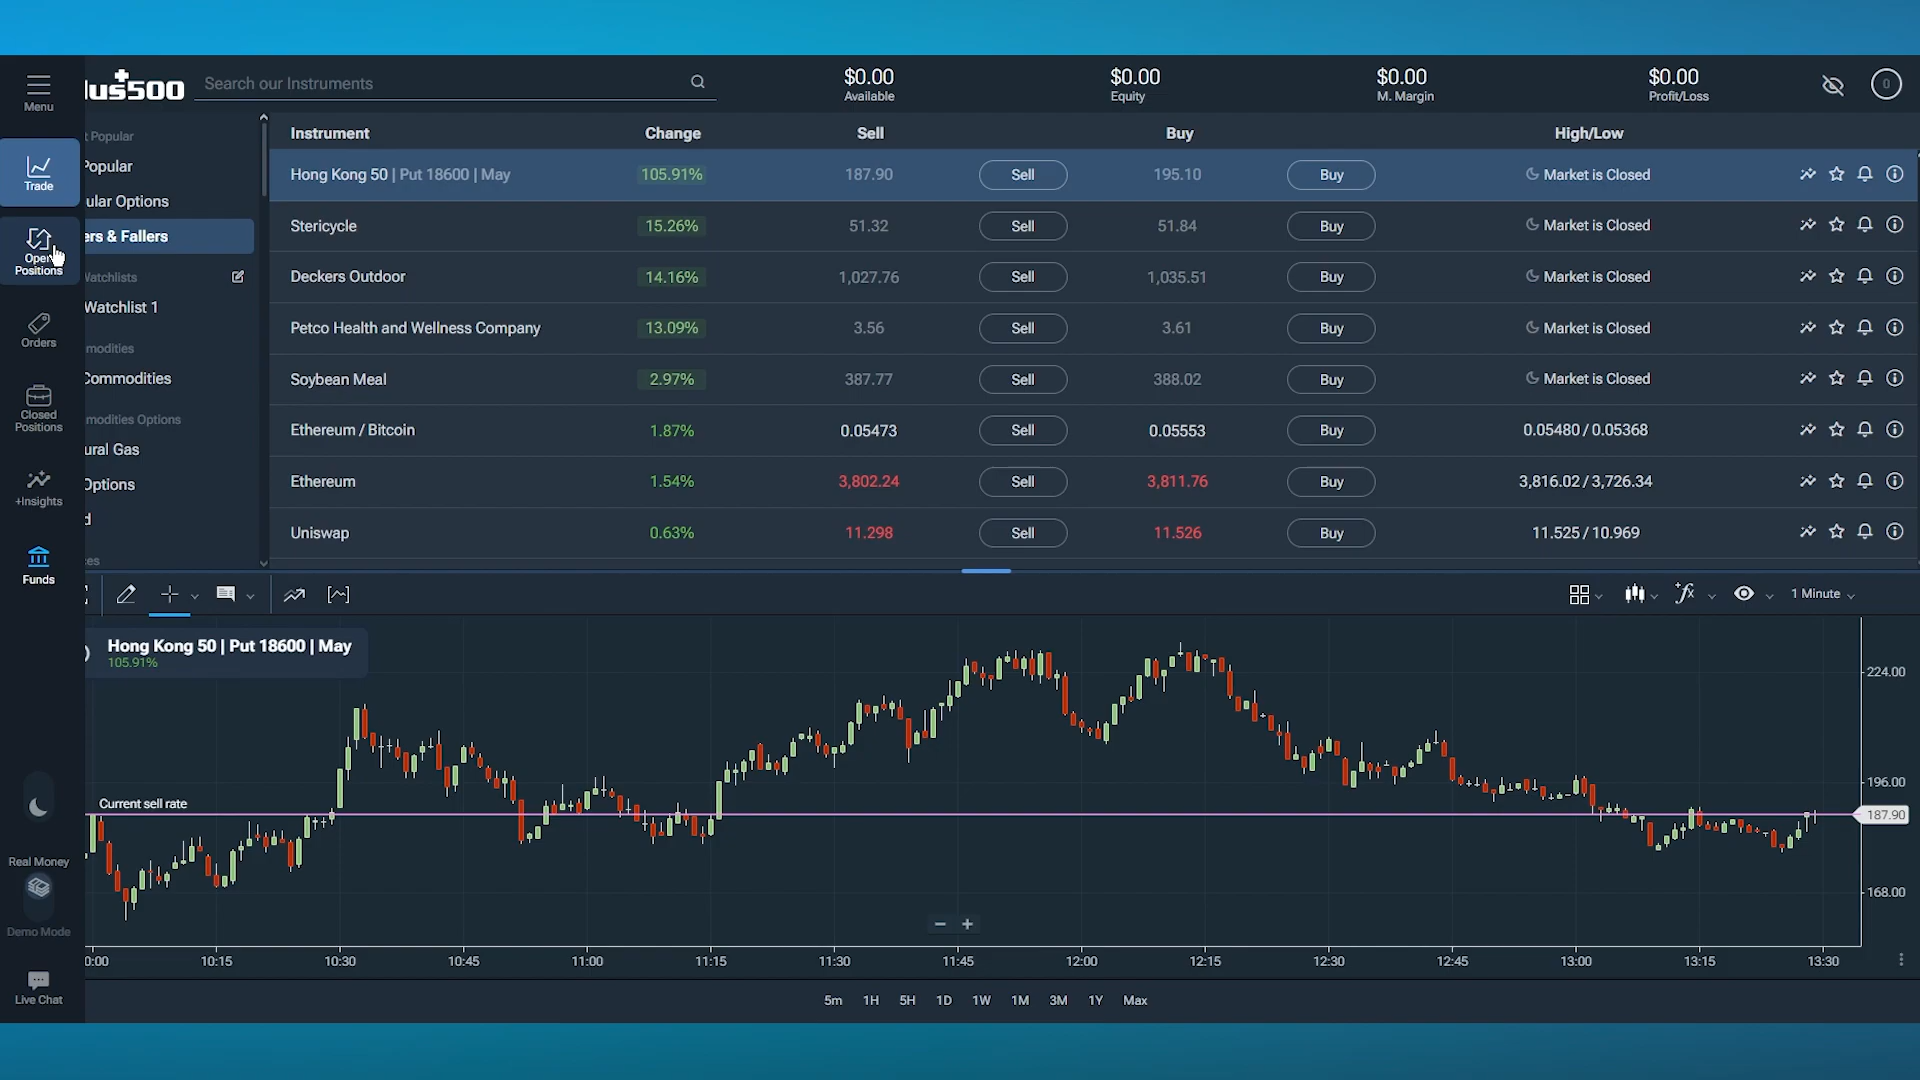 Menu
lus500
Search our Instruments
$0.00
Available
$0.00
Equity
$0.00
M. Margin
$0.00
Profit/Loss
0
Trade
Open
Positions
Orders
Closed
Positions
+Insights
Funds
Real Money
Demo Mode
Live Chat
t Popular
Popular
ular Options
ers & Fallers
Watchlists
Watchlist 1
modities
Commodities
modities Options
ural Gas
Options
d
es
Instrument Change Sell Buy High/Low
Hong Kong 50 | Put 18600 | May 105.91% 187.90 Sell 195.10 Buy Market is Closed
Stericycle 15.26% 51.32 Sell 51.84 Buy Market is Closed
Deckers Outdoor 14.16% 1,027.76 Sell 1,035.51 Buy Market is Closed
Petco Health and Wellness Company 13.09% 3.56 Sell 3.61 Buy Market is Closed
Soybean Meal 2.97% 387.77 Sell 388.02 Buy Market is Closed
Ethereum / Bitcoin 1.87% 0.05473 Sell 0.05553 Buy 0.05480 / 0.05368
Ethereum 1.54% 3,802.24 Sell 3,811.76 Buy 3,816.02 / 3,726.34
Uniswap 0.63% 11.298 Sell 11.526 Buy 11.525 / 10.969
1 Minute
Hong Kong 50 | Put 18600 | May
105.91%
224.00
196.00
Current sell rate
187.90
168.00
0:00 10:15 10:30 10:45 11:00 11:15 11:30 11:45 12:00 12:15 12:30 12:45 13:00 13:15 13:30
5m 1H 5H 1D 1W 1M 3M 1Y Max